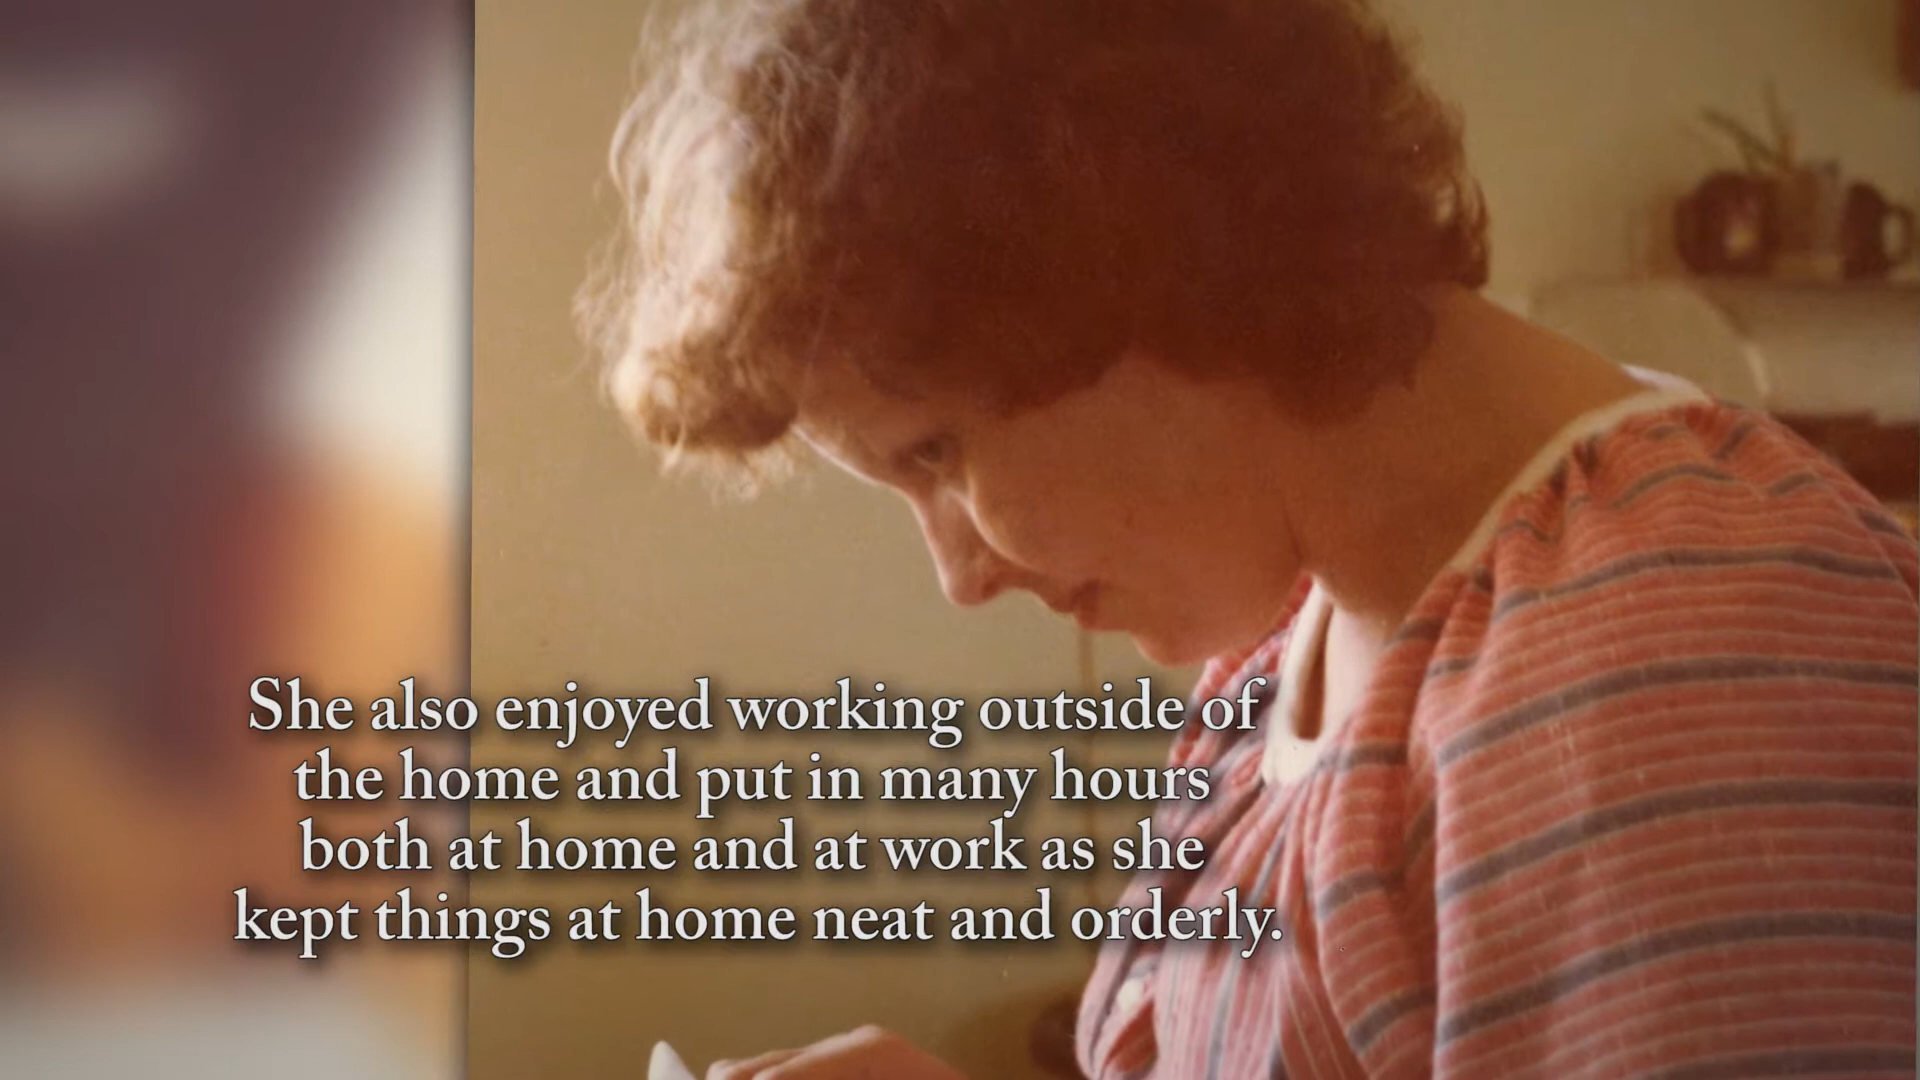 She also enjoyed working outside of
the home and put in many hours
both at home and at work as she
kept things at home neat and orderly.